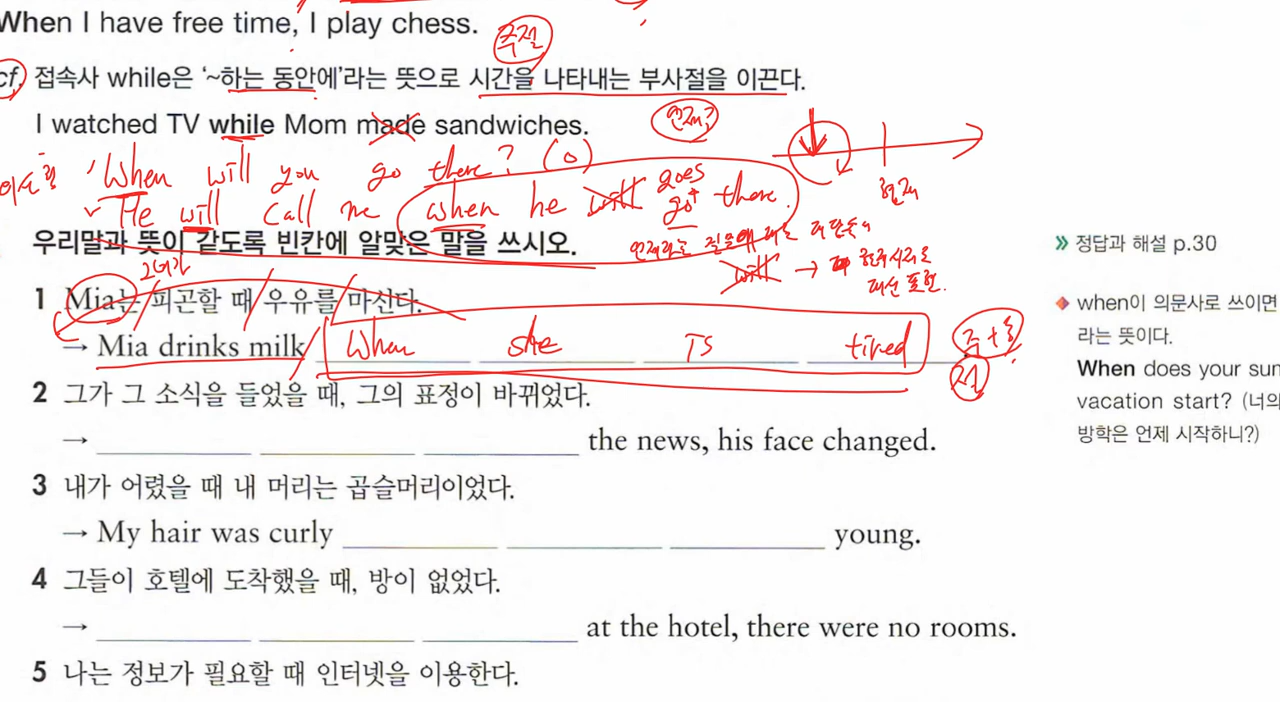 When I have free time, I play chess.
주절
cf. 접속사 while은 '~하는 동안에'라는 뜻으로 시간을 나타내는 부사절을 이끈다.
I watched TV while Mom made sandwiches.
언제?
When will you go there? (o)
현재
He will call me when he will goes there.
우리말과 뜻이 같도록 빈칸에 알맞은 말을 쓰시오.
will →
» 정답과 해설 p.30
그녀가
1 Mia는 피곤할 때 우유를 마신다.
→ Mia drinks milk when she is tired
주+동
절
when이 의문사로 쓰이면
라는 뜻이다.
When does your sun
vacation start? (너의
방학은 언제 시작하니?)
2 그가 그 소식을 들었을 때, 그의 표정이 바뀌었다.
→ the news, his face changed.
3 내가 어렸을 때 내 머리는 곱슬머리이었다.
→ My hair was curly young.
4 그들이 호텔에 도착했을 때, 방이 없었다.
→ at the hotel, there were no rooms.
5 나는 정보가 필요할 때 인터넷을 이용한다.